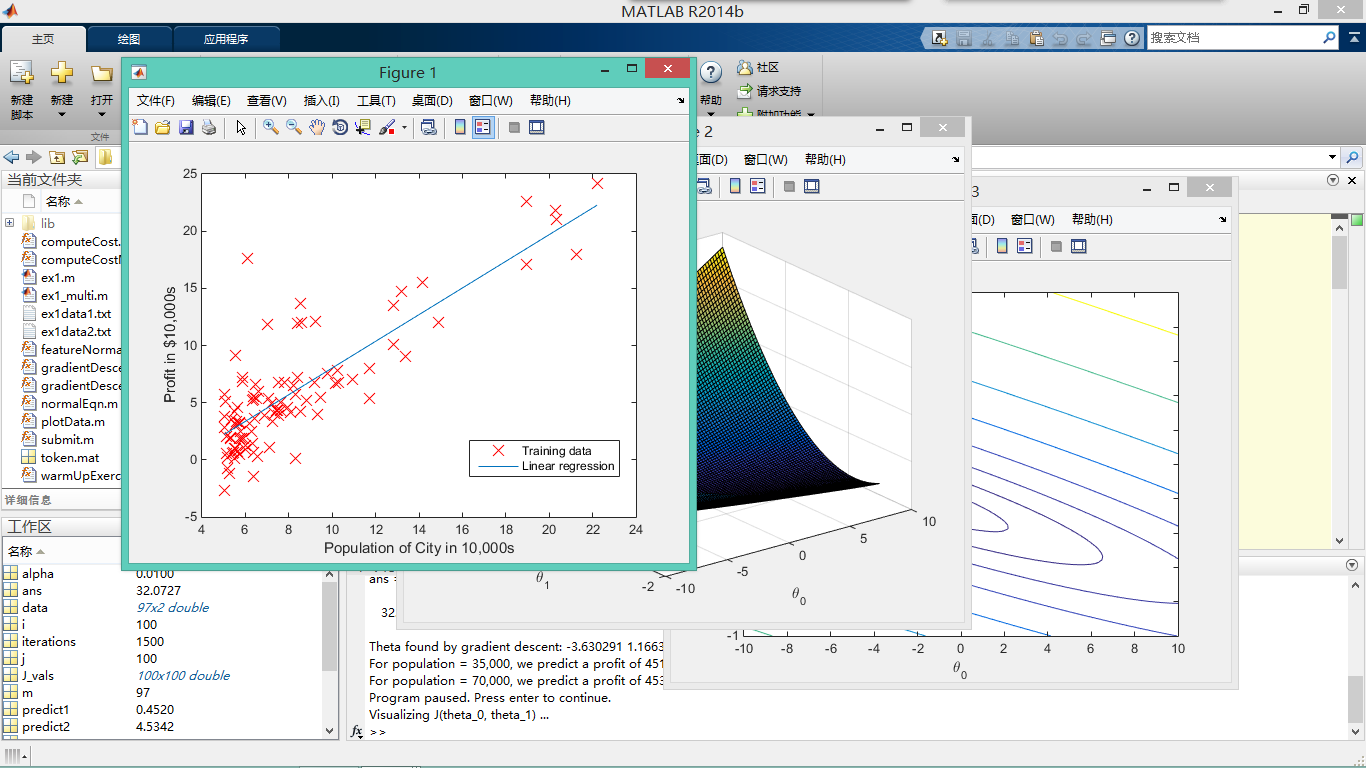 MATLAB R2014b
主页 绘图 应用程序
搜索文档
新建脚本
新建
打开
文件
帮助
社区
请求支持
附加功能
当前文件夹
名称
lib
computeCost.
computeCostM
ex1.m
ex1_multi.m
ex1data1.txt
ex1data2.txt
featureNorma
gradientDesce
gradientDesce
normalEqn.m
plotData.m
submit.m
token.mat
warmUpExerc
详细信息
工作区
名称
alpha 0.0100
ans 32.0727
data 97x2 double
i 100
iterations 1500
j 100
J_vals 100x100 double
m 97
predict1 0.4520
predict2 4.5342
Figure 1
文件(F) 编辑(E) 查看(V) 插入(I) 工具(T) 桌面(D) 窗口(W) 帮助(H)
25
20
15
10
5
0
-5
4 6 8 10 12 14 16 18 20 22 24
Profit in $10,000s
Population of City in 10,000s
Training data
Linear regression
e 2
面(D) 窗口(W) 帮助(H)
θ1
-2
-10
-5
0
5
10
θ0
3
面(D) 窗口(W) 帮助(H)
-1
-10 -8 -6 -4 -2 0 2 4 6 8 10
θ0
ans =
32
Theta found by gradient descent: -3.630291 1.1663
For population = 35,000, we predict a profit of 451
For population = 70,000, we predict a profit of 453
Program paused. Press enter to continue.
Visualizing J(theta_0, theta_1) ...
fx >>